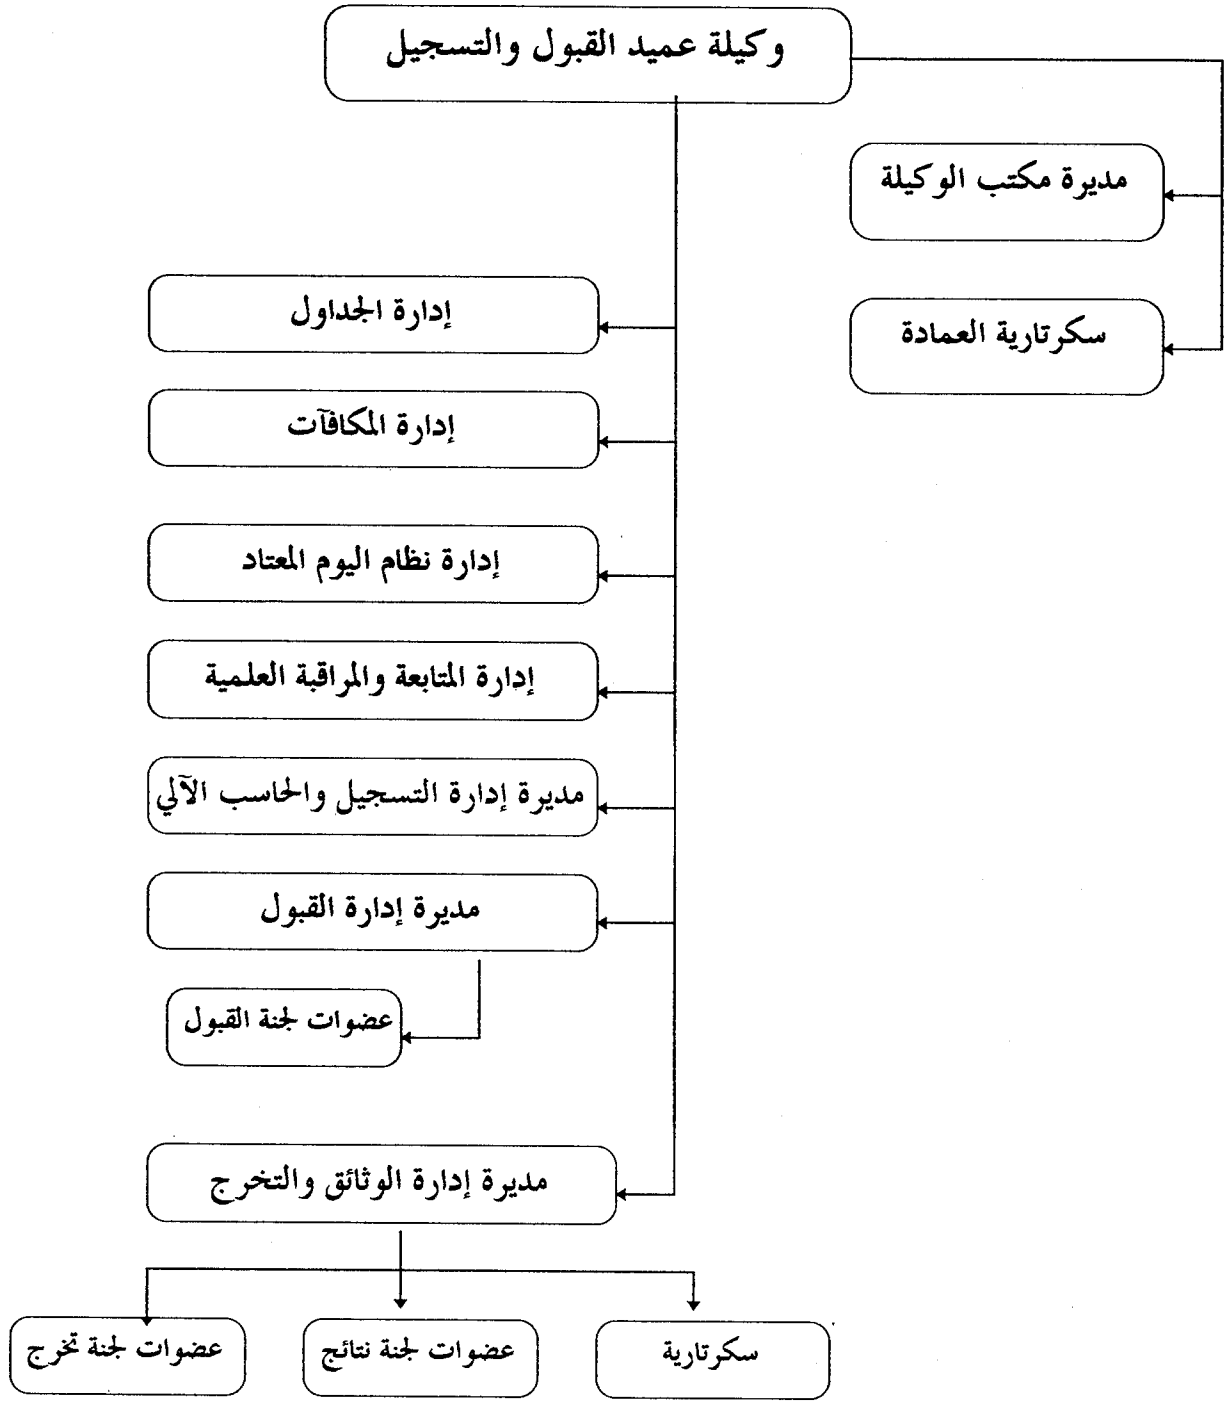 وكيلة عميد القبول والتسجيل
مديرة مكتب الوكيلة
سكرتارية العمادة
إدارة الجداول
إدارة المكافآت
إدارة نظام اليوم المعتاد
إدارة المتابعة والمراقبة العلمية
مديرة إدارة التسجيل والحاسب الآلي
مديرة إدارة القبول
عضوات لجنة القبول
مديرة إدارة الوثائق والتخرج
سكرتارية
عضوات لجنة نتائج
عضوات لجنة تخرج